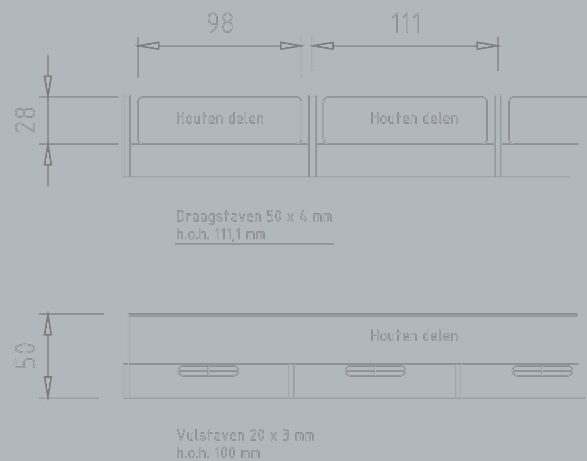 98 111
28
Houten delen Houten delen
Draagstaven 50 x 4 mm
h.o.h. 111,1 mm
50
Houten delen
Vulstaven 20 x 3 mm
h.o.h. 100 mm